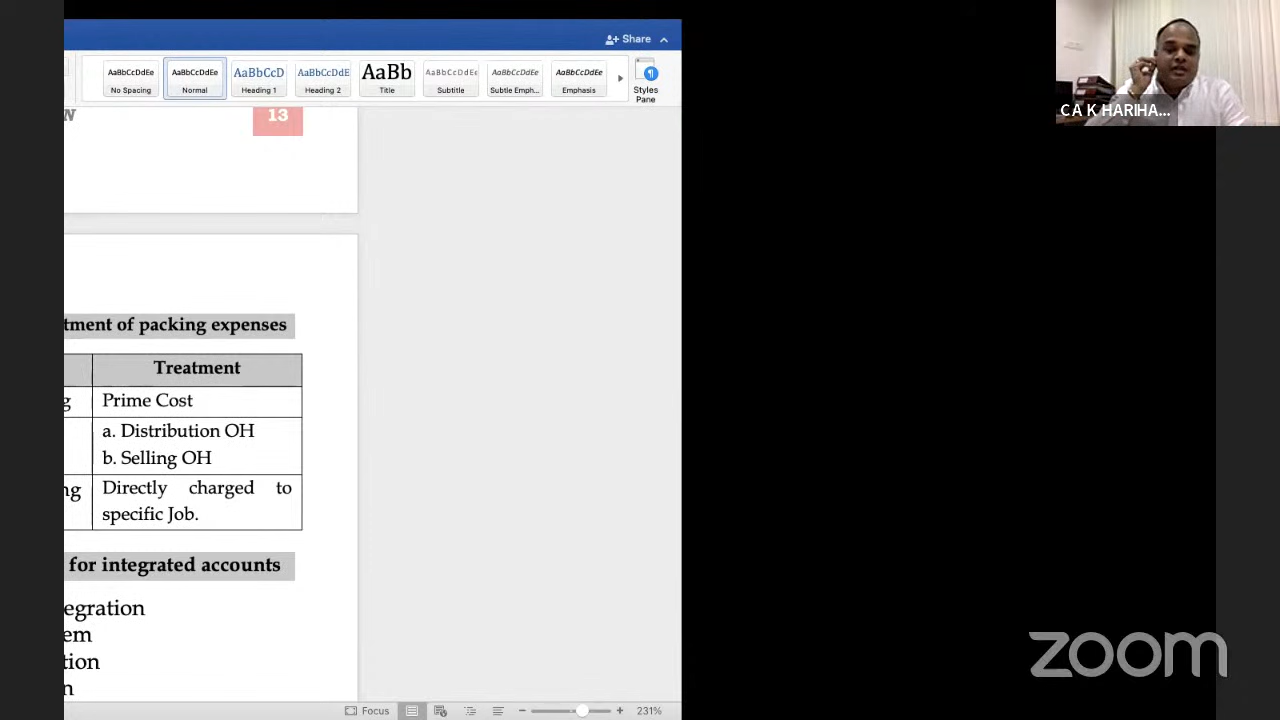 Share
AaBbCcDdEe AaBbCcDdEe AaBbCcD AaBbCcDdE AaBb AaBbCcDdEe AaBbCcDdEe AaBbCcDdEe
No Spacing Normal Heading 1 Heading 2 Title Subtitle Subtle Emph... Emphasis Styles Pane
N 13
C A K HARIHA...
tment of packing expenses
Treatment
g Prime Cost
a. Distribution OH
b. Selling OH
ng Directly charged to
specific Job.
for integrated accounts
egration
em
tion
n
zoom
Focus 231%